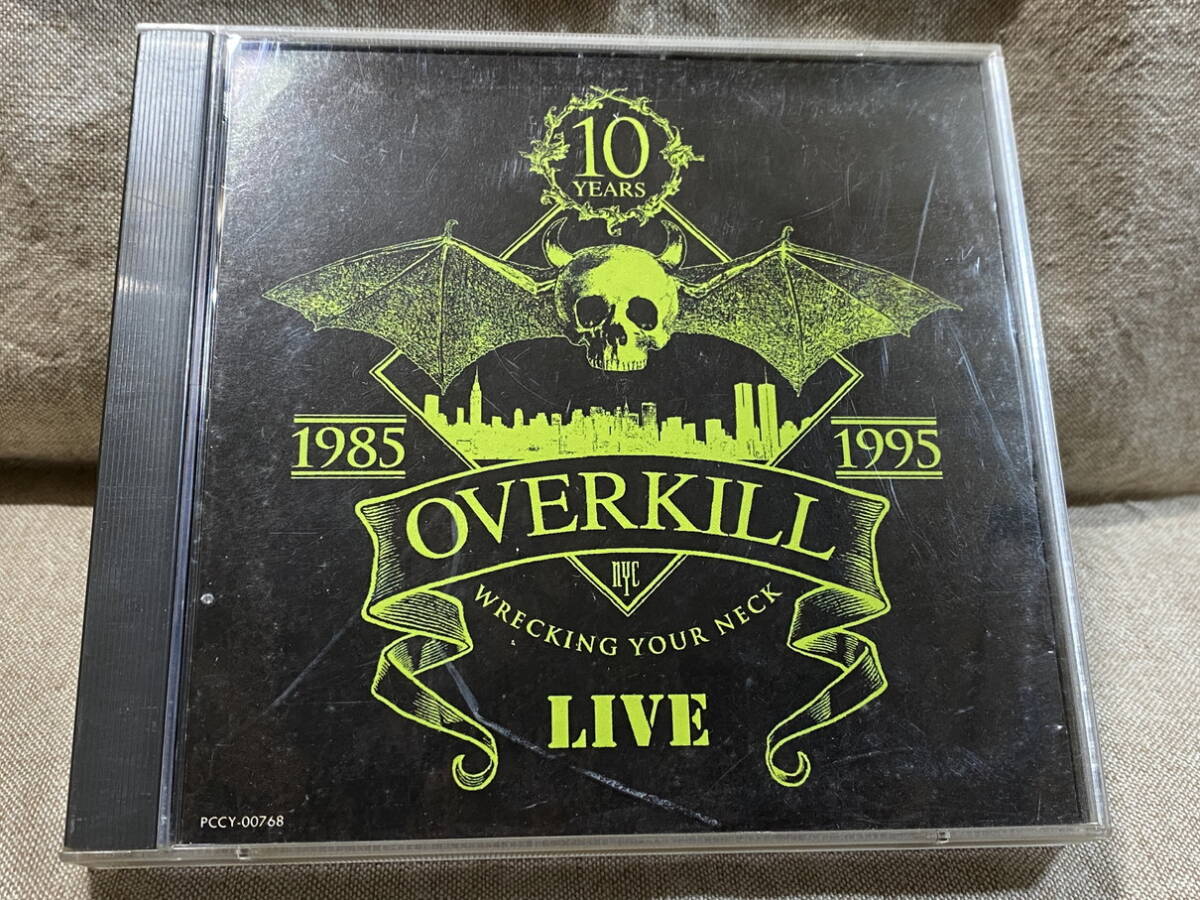 10
YEARS
1985
1995
OVERKILL
NYC
WRECKING YOUR NECK
LIVE
PCCY-00768